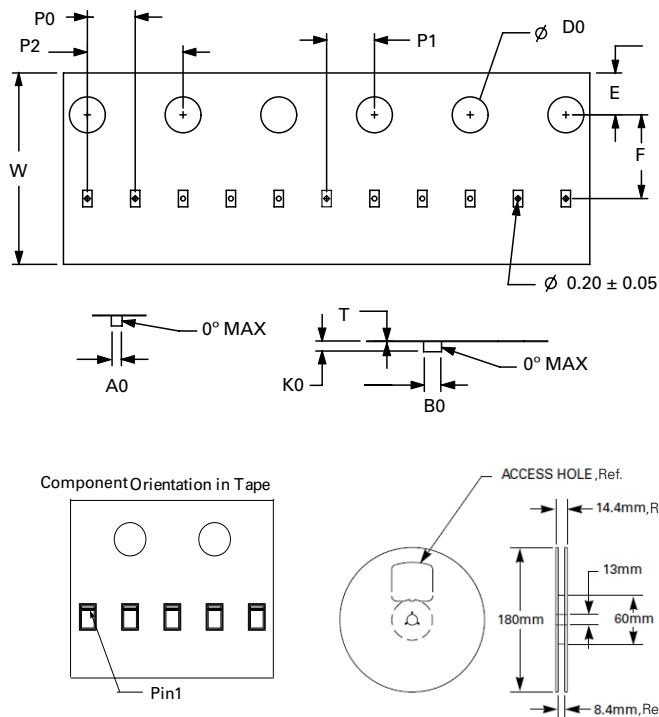 P0
P2
P1
D0
E
F
W
Ø 0.20 ± 0.05
0° MAX
A0
T
K0
0° MAX
B0
Component Orientation in Tape
Pin1
ACCESS HOLE, Ref.
14.4mm, R
13mm
180mm
60mm
8.4mm, Re